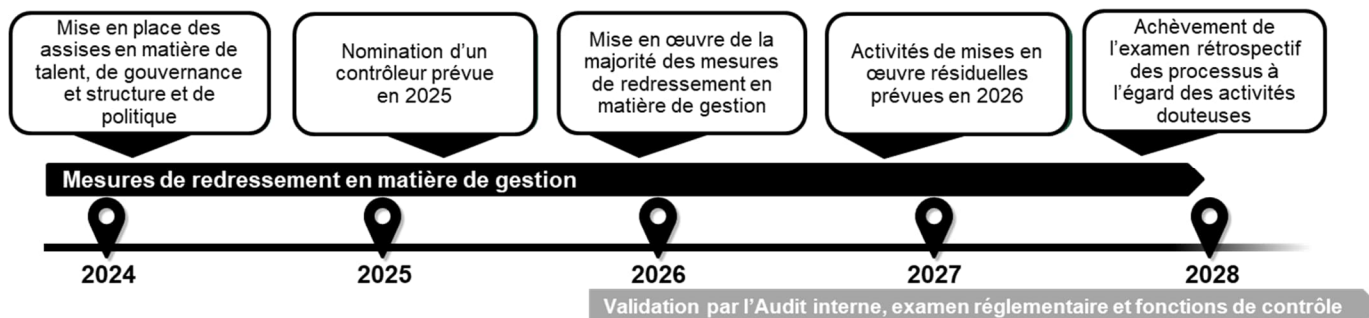 Mise en place des
assises en matière de
talent, de gouvernance
et structure et de
politique
Nomination d’un
contrôleur prévue
en 2025
Mise en œuvre de la
majorité des mesures
de redressement en
matière de gestion
Activités de mises en
œuvre résiduelles
prévues en 2026
Achèvement de
l’examen rétrospectif
des processus à
l’égard des activités
douteuses
Mesures de redressement en matière de gestion
2024
2025
2026
2027
2028
Validation par l’Audit interne, examen réglementaire et fonctions de contrôle